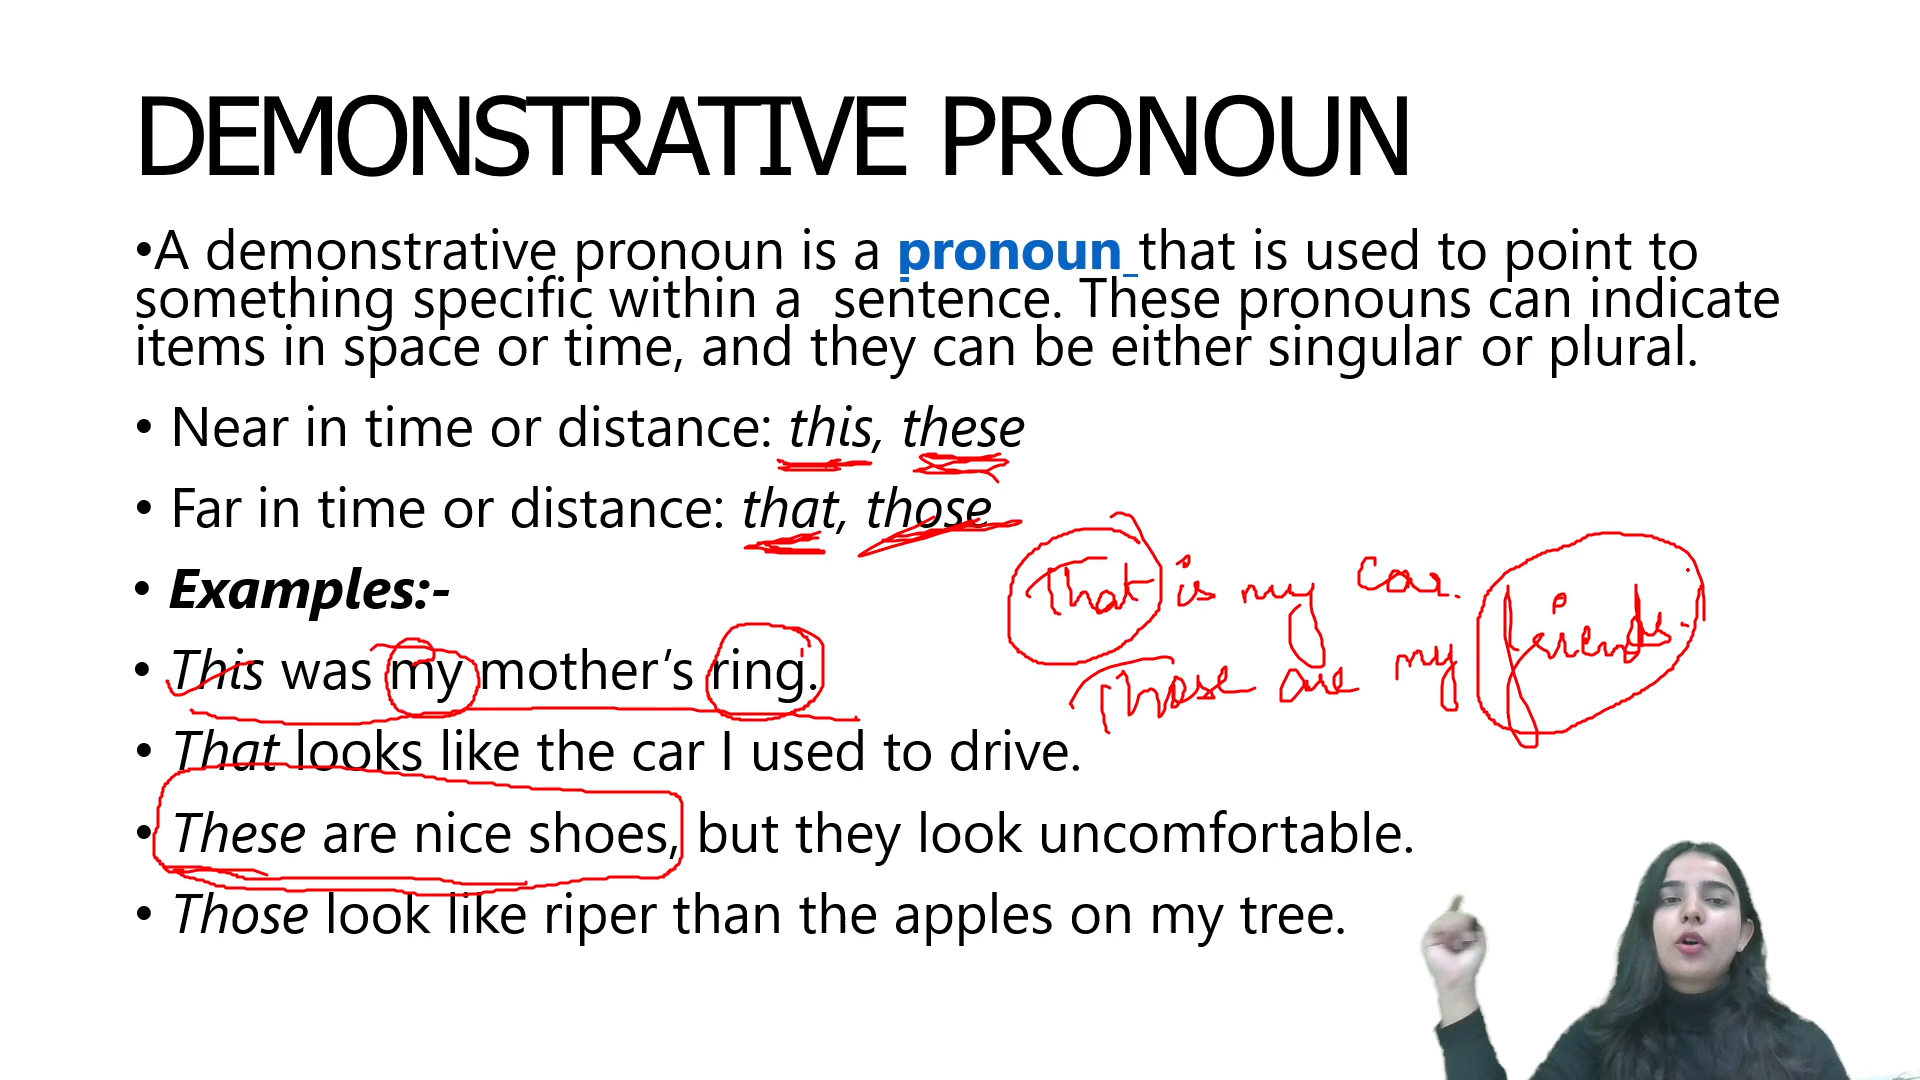 DEMONSTRATIVE PRONOUN
•A demonstrative pronoun is a pronoun that is used to point to
something specific within a sentence. These pronouns can indicate
items in space or time, and they can be either singular or plural.
• Near in time or distance: this, these
• Far in time or distance: that, those
• Examples:-
That is my car.
• This was my mother’s ring.
Those are my friends.
• That looks like the car I used to drive.
• These are nice shoes, but they look uncomfortable.
• Those look like riper than the apples on my tree.